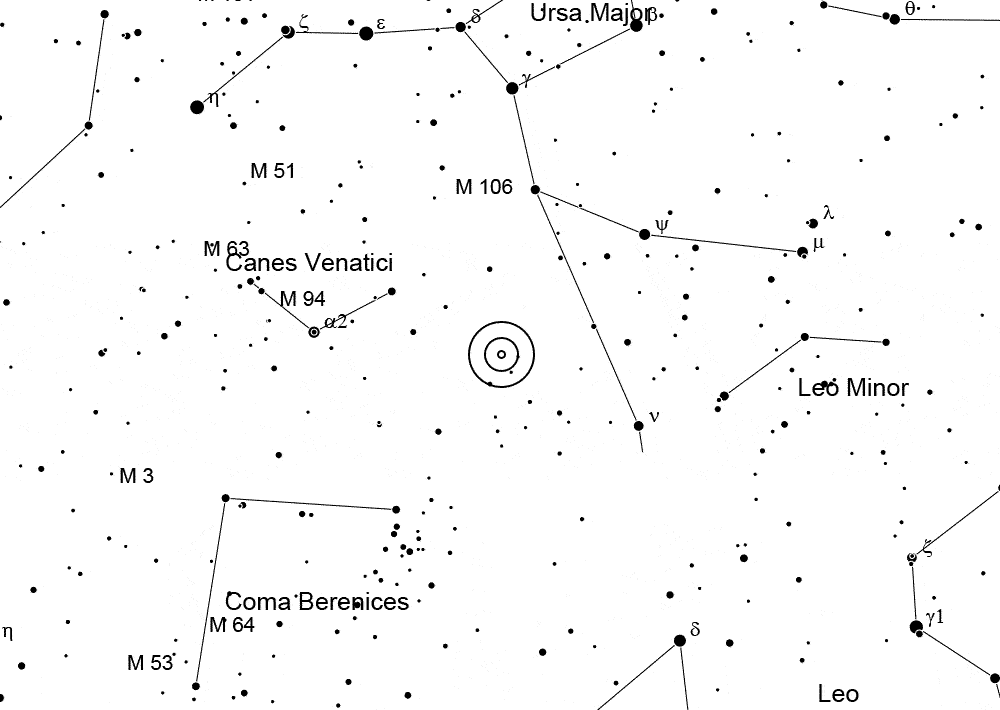 Ursa Major
β
θ
ζ
ε
δ
γ
η
M 51
M 106
λ
ψ
μ
M 63
Canes Venatici
M 94
α2
Leo Minor
ν
M 3
ζ
Coma Berenices
γ1
M 64
η
δ
M 53
Leo